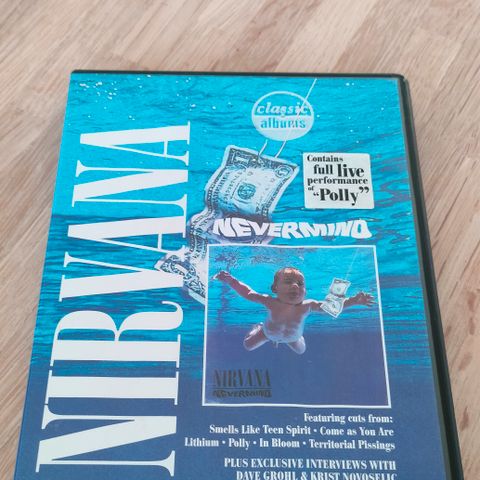 NIRVANA
classic
albums
Contains
full live
performance
of "Polly"
NEVERMIND
NIRVANA
NEVERMIND
Featuring cuts from:
Smells Like Teen Spirit • Come as You Are
Lithium • Polly • In Bloom • Territorial Pissings
PLUS EXCLUSIVE INTERVIEWS WITH
DAVE GROHL & KRIST NOVOSELIC